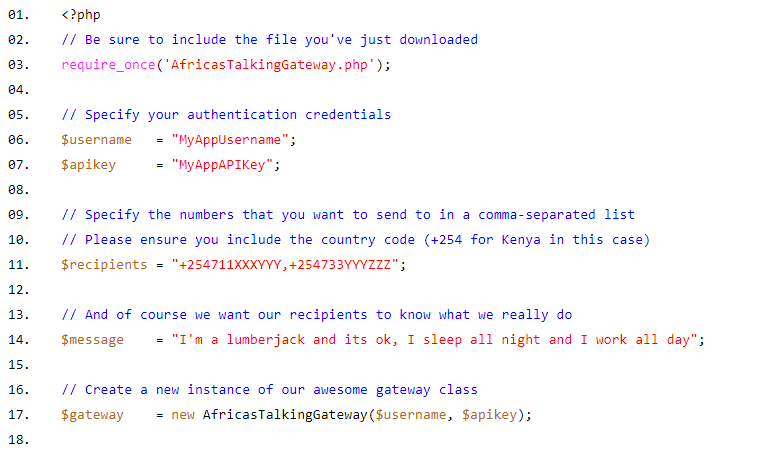 01. <?php
02. // Be sure to include the file you've just downloaded
03. require_once('AfricasTalkingGateway.php');
04.
05. // Specify your authentication credentials
06. $username   = "MyAppUsername";
07. $apikey     = "MyAppAPIKey";
08.
09. // Specify the numbers that you want to send to in a comma-separated list
10. // Please ensure you include the country code (+254 for Kenya in this case)
11. $recipients = "+254711XXXYYY,+254733YYYZZZ";
12.
13. // And of course we want our recipients to know what we really do
14. $message    = "I'm a lumberjack and its ok, I sleep all night and I work all day";
15.
16. // Create a new instance of our awesome gateway class
17. $gateway    = new AfricasTalkingGateway($username, $apikey);
18.